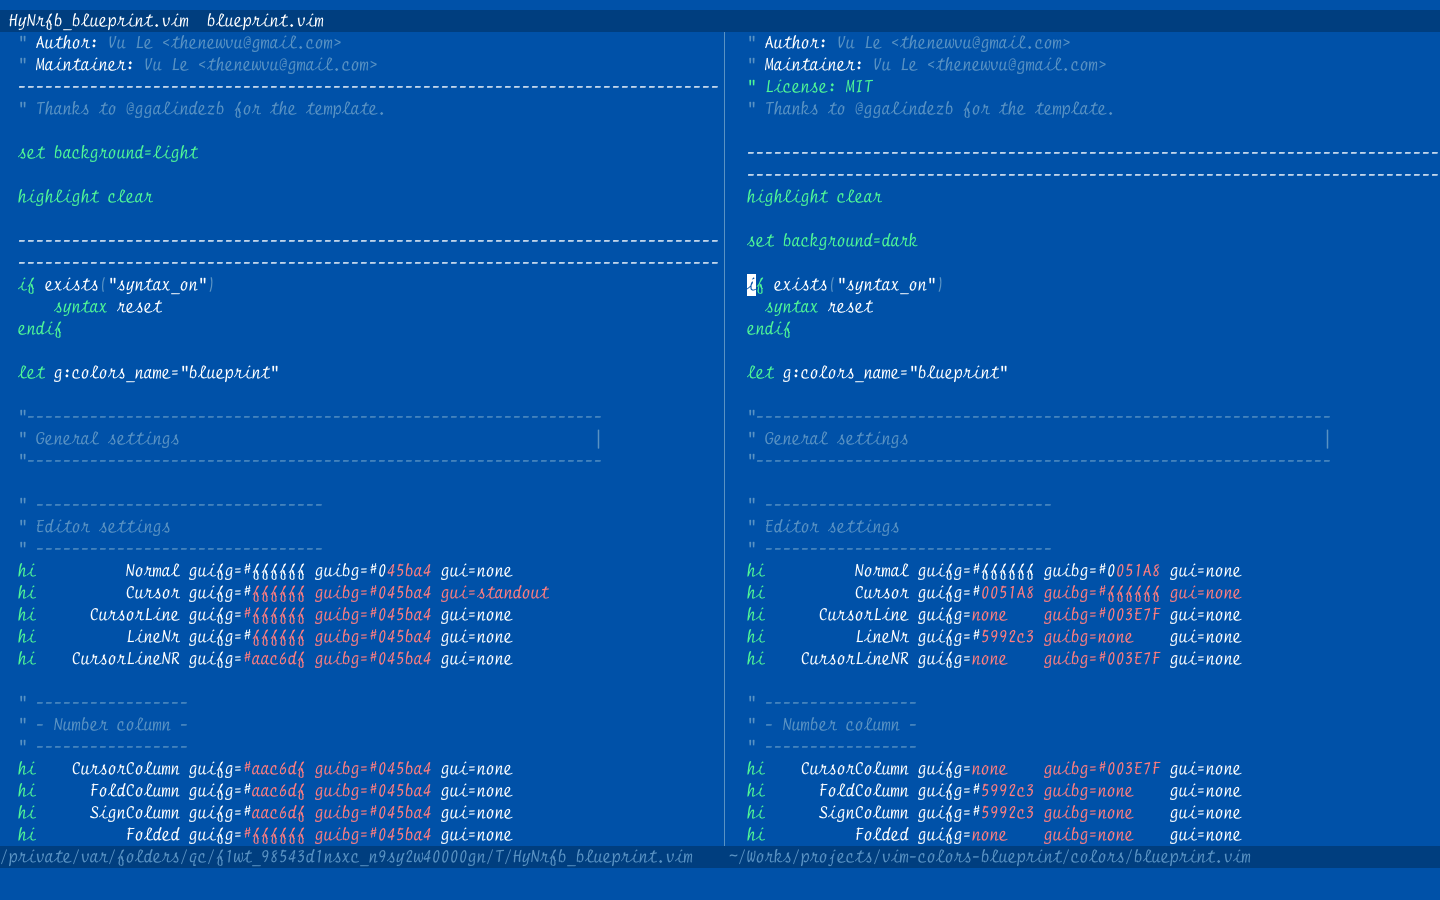 HyNrfb_blueprint.vim  blueprint.vim
" Author: Vu Le <thenewvu@gmail.com>
" Maintainer: Vu Le <thenewvu@gmail.com>
------------------------------------------------------------------------------
" Thanks to @ggalindezb for the template.
set background=light
highlight clear
------------------------------------------------------------------------------
------------------------------------------------------------------------------
if exists("syntax_on")
    syntax reset
endif
let g:colors_name="blueprint"
"----------------------------------------------------------------
" General settings                                              |
"----------------------------------------------------------------
" --------------------------------
" Editor settings
" --------------------------------
hi          Normal guifg=#ffffff guibg=#045ba4 gui=none
hi          Cursor guifg=#ffffff guibg=#045ba4 gui=standout
hi      CursorLine guifg=#ffffff guibg=#045ba4 gui=none
hi          LineNr guifg=#ffffff guibg=#045ba4 gui=none
hi    CursorLineNR guifg=#aac6df guibg=#045ba4 gui=none
" -----------------
" - Number column -
" -----------------
hi    CursorColumn guifg=#aac6df guibg=#045ba4 gui=none
hi      FoldColumn guifg=#aac6df guibg=#045ba4 gui=none
hi      SignColumn guifg=#aac6df guibg=#045ba4 gui=none
hi          Folded guifg=#ffffff guibg=#045ba4 gui=none
/private/var/folders/qc/f1wt_98543d1nsxc_n9sy2w40000gn/T/HyNrfb_blueprint.vim
" Author: Vu Le <thenewvu@gmail.com>
" Maintainer: Vu Le <thenewvu@gmail.com>
" License: MIT
" Thanks to @ggalindezb for the template.
-----------------------------------------------------------------------------
-----------------------------------------------------------------------------
highlight clear
set background=dark
if exists("syntax_on")
  syntax reset
endif
let g:colors_name="blueprint"
"----------------------------------------------------------------
" General settings                                              |
"----------------------------------------------------------------
" --------------------------------
" Editor settings
" --------------------------------
hi          Normal guifg=#ffffff guibg=#0051A8 gui=none
hi          Cursor guifg=#0051A8 guibg=#ffffff gui=none
hi      CursorLine guifg=none    guibg=#003E7F gui=none
hi          LineNr guifg=#5992c3 guibg=none    gui=none
hi    CursorLineNR guifg=none    guibg=#003E7F gui=none
" -----------------
" - Number column -
" -----------------
hi    CursorColumn guifg=none    guibg=#003E7F gui=none
hi      FoldColumn guifg=#5992c3 guibg=none    gui=none
hi      SignColumn guifg=#5992c3 guibg=none    gui=none
hi          Folded guifg=none    guibg=none    gui=none
~/Works/projects/vim-colors-blueprint/colors/blueprint.vim